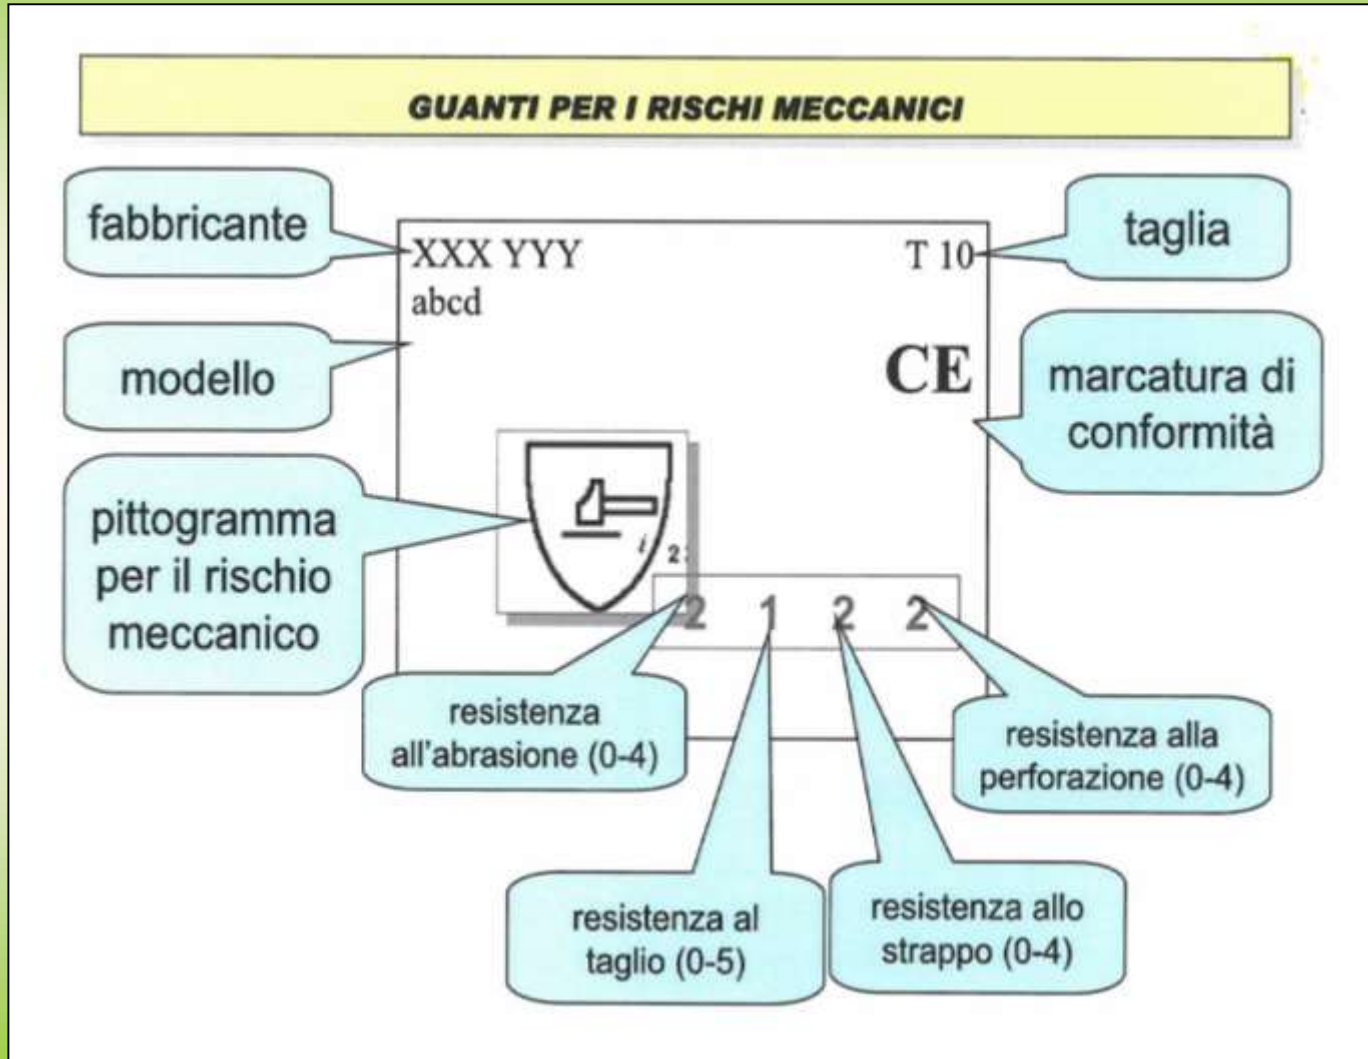 GUANTI PER I RISCHI MECCANICI
fabbricante
XXX YYY
T 10
taglia
abcd
modello
CE
marcatura di
conformità
pittogramma
per il rischio
meccanico
i
2
2 1 2 2
resistenza
all'abrasione (0-4)
resistenza alla
perforazione (0-4)
resistenza al
taglio (0-5)
resistenza allo
strappo (0-4)